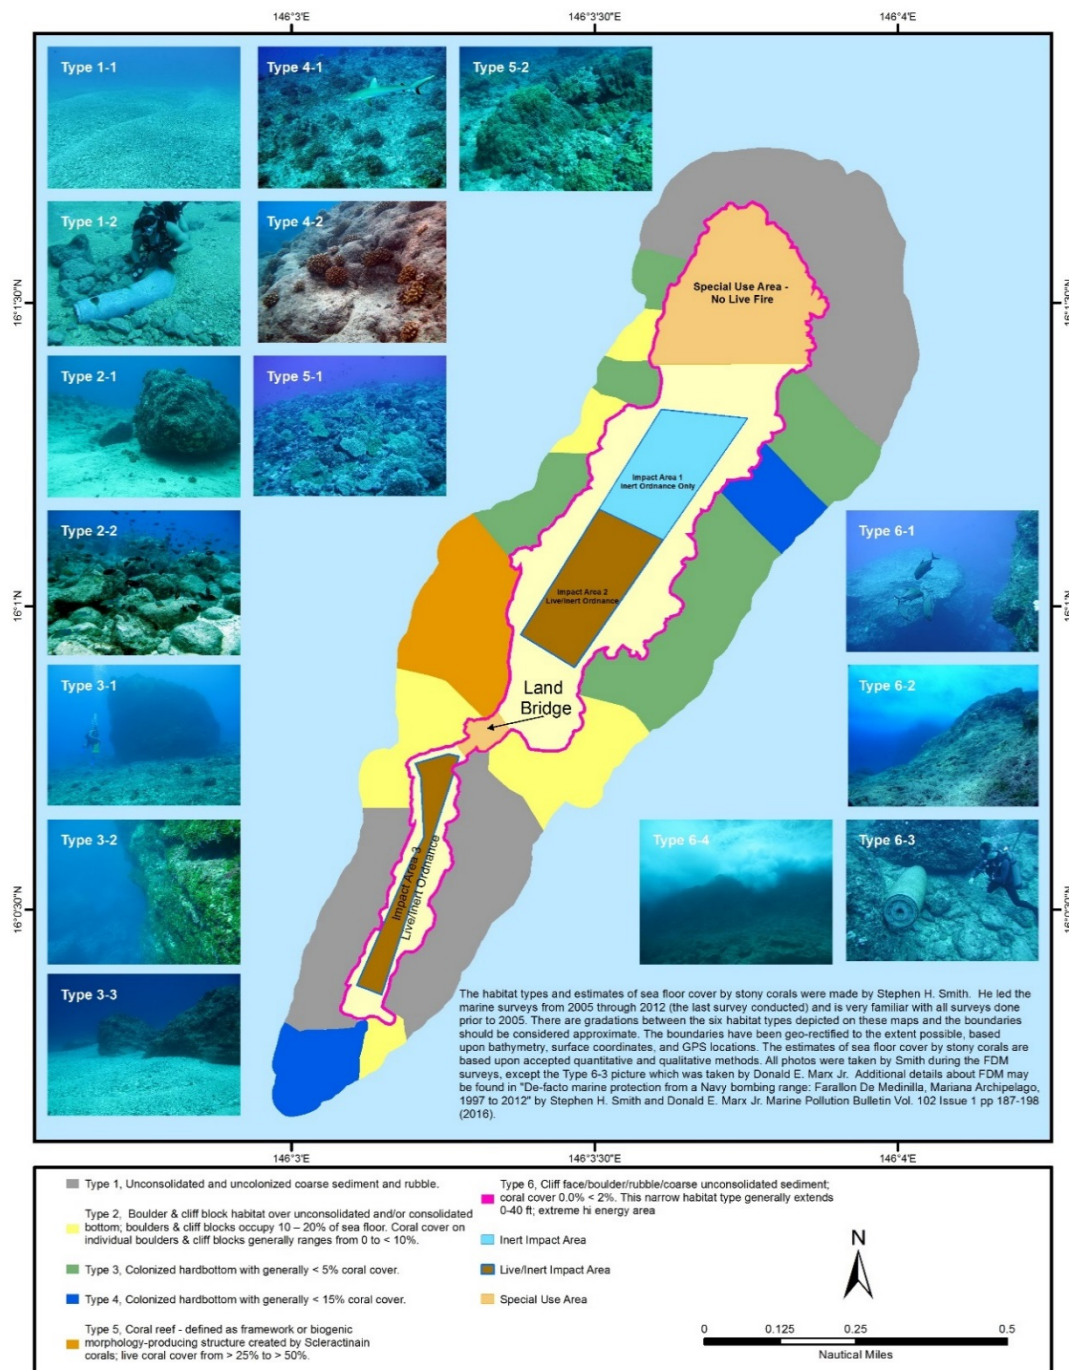 146°3'E
146°3'30"E
146°4'E
Type 1-1
Type 4-1
Type 5-2
Type 1-2
Type 4-2
Special Use Area -
No Live Fire
16°1'30"N
16°1'30"N
Type 2-1
Type 5-1
Impact Area 1
Inert Ordnance Only
Type 2-2
Type 6-1
Impact Area 2
Live/Inert Ordnance
16°1'N
16°1'N
Type 3-1
Land
Bridge
Type 6-2
Type 3-2
Impact Area 3
Live/Inert Ordnance
Type 6-4
Type 6-3
16°0'30"N
16°0'30"N
Type 3-3
The habitat types and estimates of sea floor cover by stony corals were made by Stephen H. Smith. He led the
marine surveys from 2005 through 2012 (the last survey conducted) and is very familiar with all surveys done
prior to 2005. There are gradations between the six habitat types depicted on these maps and the boundaries
should be considered approximate. The boundaries have been geo-rectified to the extent possible, based
upon bathymetry, surface coordinates, and GPS locations. The estimates of sea floor cover by stony corals are
based upon accepted quantitative and qualitative methods. All photos were taken by Smith during the FDM
surveys, except the Type 6-3 picture which was taken by Donald E. Marx Jr. Additional details about FDM may
be found in "De-facto marine protection from a Navy bombing range: Farallon De Medinilla, Mariana Archipelago,
1997 to 2012" by Stephen H. Smith and Donald E. Marx Jr. Marine Pollution Bulletin Vol. 102 Issue 1 pp 187-198
(2016).
146°3'E
146°3'30"E
146°4'E
Type 1, Unconsolidated and uncolonized coarse sediment and rubble.
Type 2, Boulder & cliff block habitat over unconsolidated and/or consolidated
bottom; boulders & cliff blocks occupy 10 – 20% of sea floor. Coral cover on
individual boulders & cliff blocks generally ranges from 0 to < 10%.
Type 3, Colonized hardbottom with generally < 5% coral cover.
Type 4, Colonized hardbottom with generally < 15% coral cover.
Type 5, Coral reef - defined as framework or biogenic
morphology-producing structure created by Scleractinain
corals; live coral cover from > 25% to > 50%.
Type 6, Cliff face/boulder/rubble/coarse unconsolidated sediment;
coral cover 0.0% < 2%. This narrow habitat type generally extends
0-40 ft; extreme hi energy area
Inert Impact Area
Live/Inert Impact Area
Special Use Area
N
0 0.125 0.25 0.5
Nautical Miles